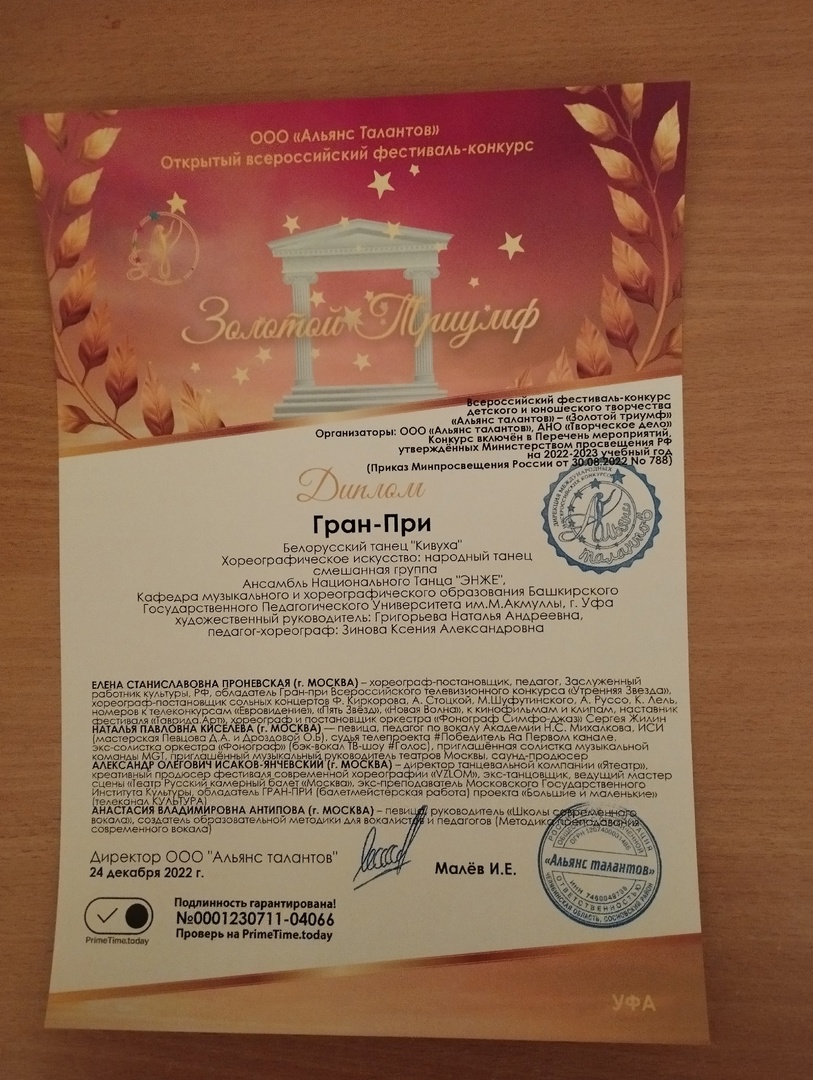 ООО «Альянс Талантов»
Открытый всероссийский фестиваль-конкурс
Золотой Триумф
Всероссийский фестиваль-конкурс
детского и юношеского творчества
«Альянс талантов» – «Золотой триумф»
Организаторы: ООО «Альянс талантов», АНО «Творческое дело»
Конкурс включён в Перечень мероприятий,
утверждённых Министерством просвещения РФ
на 2022-2023 учебный год
(Приказ Минпросвещения России от 30.08.2022 No 788)
Диплом
Альянс
талантов
Гран-При
Белорусский танец "Кивуха"
Хореографическое искусство: народный танец
смешанная группа
Ансамбль Национального Танца "ЭНЖЕ",
Кафедра музыкального и хореографического образования Башкирского
Государственного Педагогического Университета им.М.Акмуллы, г. Уфа
художественный руководитель: Григорьева Наталья Андреевна,
педагог-хореограф: Зинова Ксения Александровна
ЕЛЕНА СТАНИСЛАВОВНА ПРОНЕВСКАЯ (г. МОСКВА) – хореограф-постановщик, педагог, Заслуженный
работник культуры, РФ, обладатель Гран-при Всероссийского телевизионного конкурса «Утренняя Звезда»,
хореограф-постановщик сольных концертов Ф. Киркорова, А. Стоцкой, М.Шуфутинского, А. Руссо, К. Лель,
номеров к телеконкурсам «Евровидение», «Пять Звёзд», «Новая Волна», к кинофильмам и клипам, наставник
фестиваля «Таврида.Арт», хореограф и постановщик оркестра «Фонограф Симфо-джаз» Сергея Жилин
НАТАЛЬЯ ПАВЛОВНА КИСЕЛЁВА (г. МОСКВА) — певица, педагог по вокалу Академии Н.С. Михалкова, ИСИ
(мастерская Певцова Д.А. и Дроздовой О.Б), судья телепроекта #Победитель на Первом канале,
экс-солистка оркестра «Фонограф» (бэк-вокал ТВ-шоу #Голос), приглашённая солистка музыкальной
команды MGT, приглашённый музыкальный руководитель театров Москвы, саунд-продюсер
АЛЕКСАНДР ОЛЕГОВИЧ ИСАКОВ-ЯНЧЕВСКИЙ (г. МОСКВА) – директор танцевальной компании «Ятеатр»,
креативный продюсер фестиваля современной хореографии «VZLOM», экс-танцовщик, ведущий мастер
сцены «Театр Русский камерный балет «Москва», экс-преподаватель Московского Государственного
Института Культуры, обладатель ГРАН-ПРИ (балетмейстерская работа) проекта «Большие и маленькие»
(телеканал КУЛЬТУРА)
АНАСТАСИЯ ВЛАДИМИРОВНА АНТИПОВА (г. МОСКВА) – певица, руководитель «Школы современного
вокала», создатель образовательной методики для вокалистов и педагогов (Методика преподавания
современного вокала)
Директор ООО "Альянс талантов"
24 декабря 2022 г.
Малёв И.Е.
«Альянс талантов»
ИНН 7460049738
ОТВЕТСТВЕННОСТЬЮ
ЧЕЛЯБИНСКАЯ ОБЛАСТЬ, СОСНОВСКИЙ РАЙОН
Подлинность гарантирована!
№0001230711-04066
Проверь на PrimeTime.today
PrimeTime.today
УФА